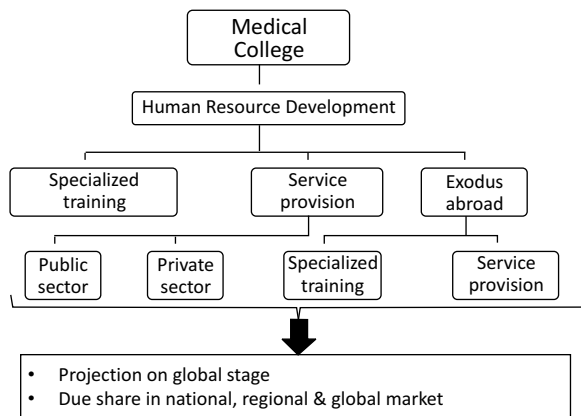 Medical
College
Human Resource Development
Specialized
training
Service
provision
Exodus
abroad
Public
sector
Private
sector
Specialized
training
Service
provision
• Projection on global stage
• Due share in national, regional & global market